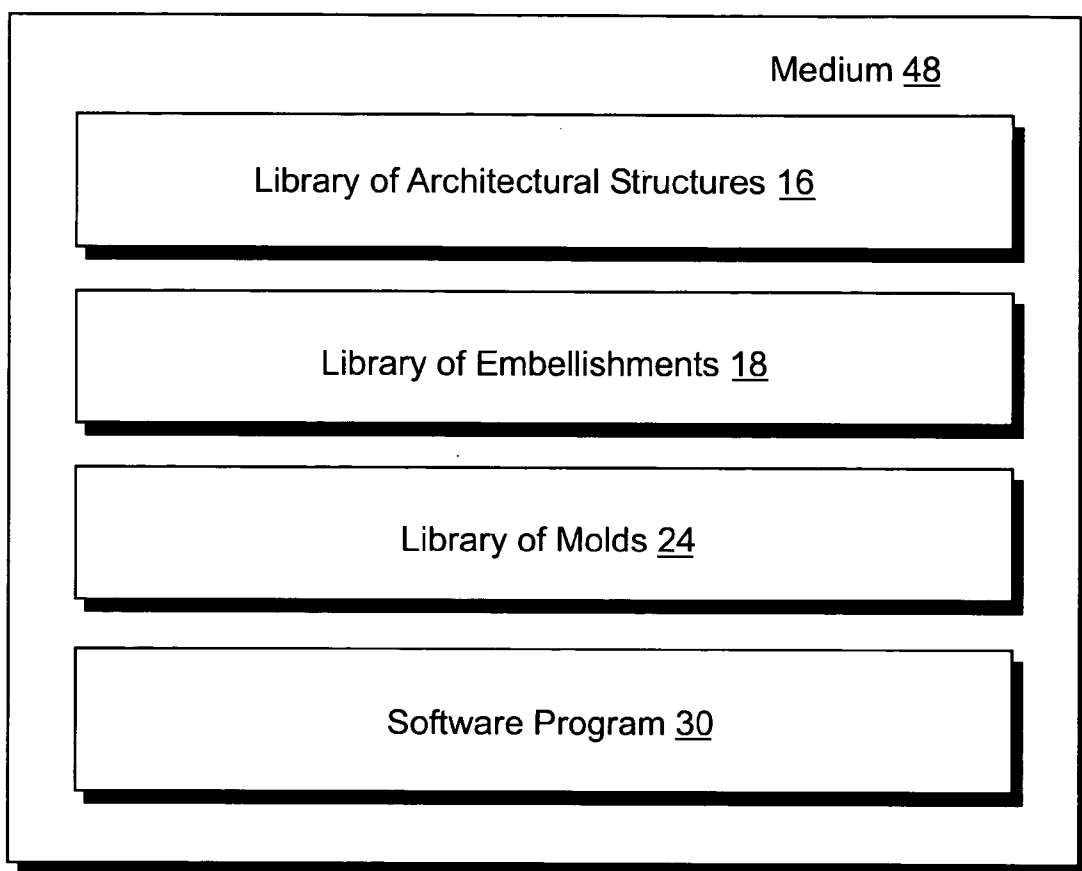 Medium 48
Library of Architectural Structures 16
Library of Embellishments 18
Library of Molds 24
Software Program 30